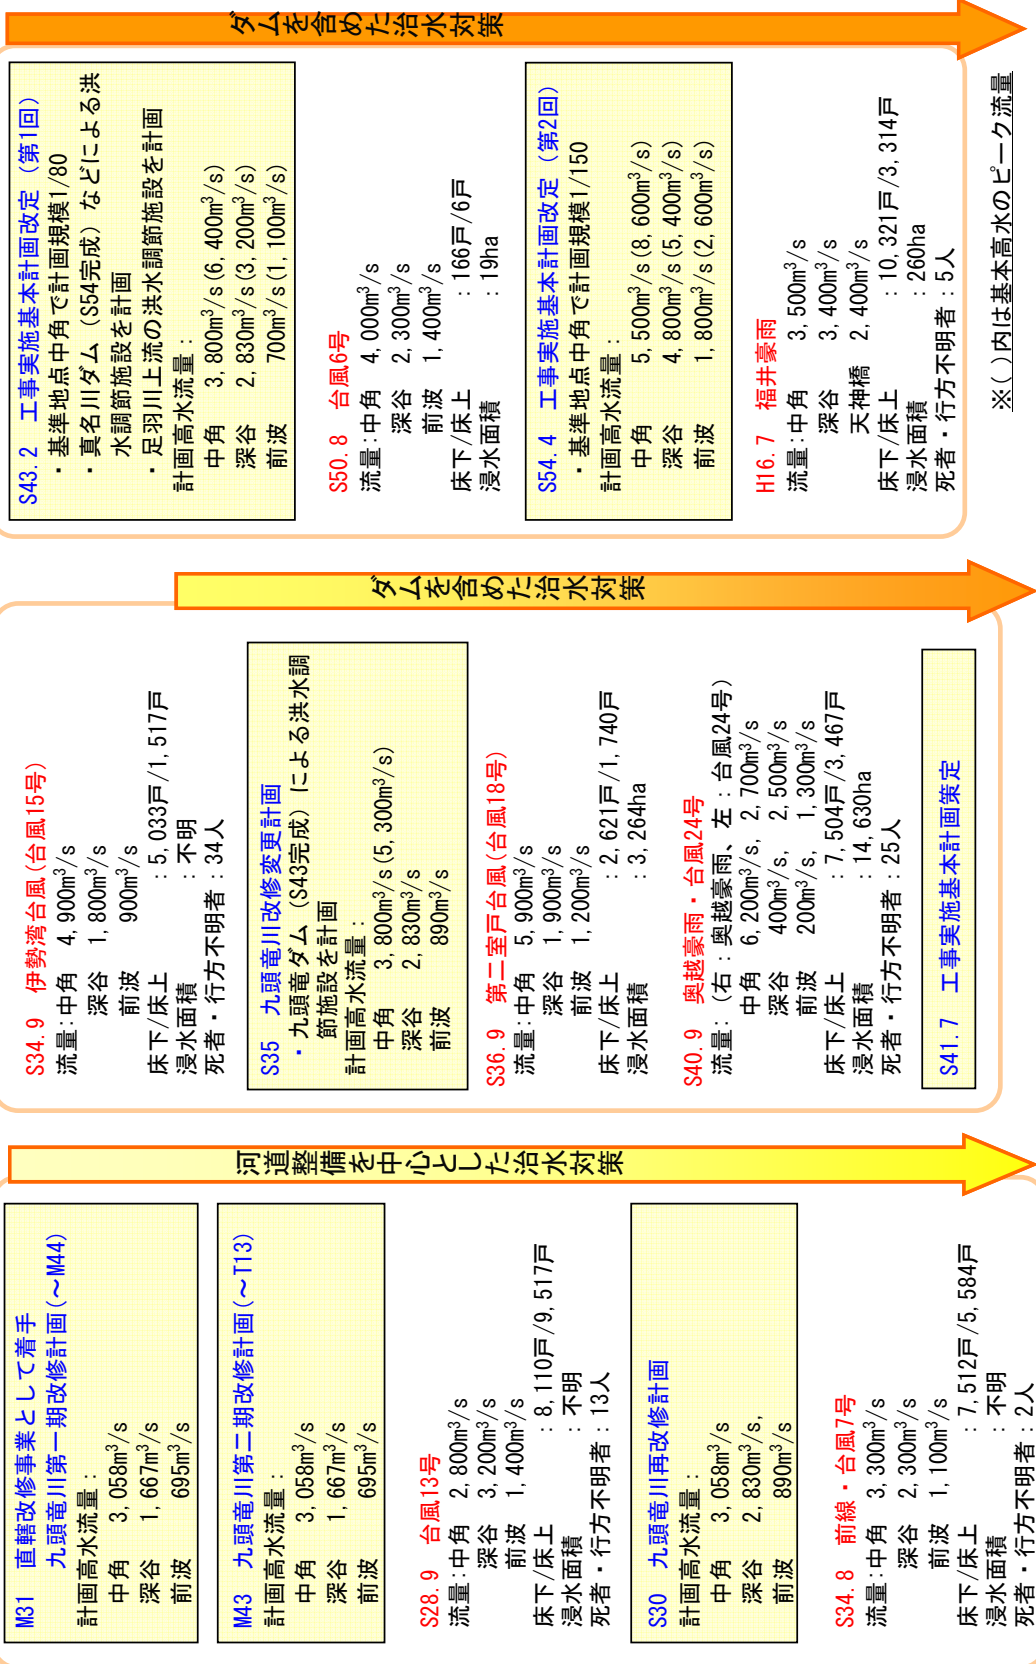 M31 直轄改修事業として着手
九頭竜川第一期改修計画(～M44)
計画高水流量：
中角 3,058m³/s
深谷 1,667m³/s
前波 695m³/s
M43 九頭竜川第二期改修計画(～T13)
計画高水流量：
中角 3,058m³/s
深谷 1,667m³/s
前波 695m³/s
S28.9 台風13号
流量：中角 2,800m³/s
深谷 3,200m³/s
前波 1,400m³/s
床下/床上 ：8,110戸/9,517戸
浸水面積 ：不明
死者・行方不明者：13人
S30 九頭竜川再改修計画
計画高水流量：
中角 3,058m³/s
深谷 2,830m³/s,
前波 890m³/s
S34.8 前線・台風7号
流量：中角 3,300m³/s
深谷 2,300m³/s
前波 1,100m³/s
床下/床上 ：7,512戸/5,584戸
浸水面積 ：不明
死者・行方不明者：2人
河道整備を中心とした治水対策
S34.9 伊勢湾台風(台風15号)
流量：中角 4,900m³/s
深谷 1,800m³/s
前波 900m³/s
床下/床上 ：5,033戸/1,517戸
浸水面積 ：不明
死者・行方不明者：34人
S35 九頭竜川改修変更計画
・九頭竜ダム（S43完成）による洪水調
節施設を計画
計画高水流量：
中角 3,800m³/s(5,300m³/s)
深谷 2,830m³/s
前波 890m³/s
S36.9 第二室戸台風(台風18号)
流量：中角 5,900m³/s
深谷 1,900m³/s
前波 1,200m³/s
床下/床上 ：2,621戸/1,740戸
浸水面積 ：3,264ha
S40.9 奥越豪雨・台風24号
流量：（右：奥越豪雨、左：台風24号）
中角 6,200m³/s, 2,700m³/s
深谷 400m³/s, 2,500m³/s
前波 200m³/s, 1,300m³/s
床下/床上 ：7,504戸/3,467戸
浸水面積 ：14,630ha
死者・行方不明者：25人
S41.7 工事実施基本計画策定
ダムを含めた治水対策
S43.2 工事実施基本計画改定（第1回）
・基準地点中角で計画規模1/80
・真名川ダム（S54完成）などによる洪
水調節施設を計画
・足羽川上流の洪水調節施設を計画
計画高水流量：
中角 3,800m³/s(6,400m³/s)
深谷 2,830m³/s(3,200m³/s)
前波 700m³/s(1,100m³/s)
S50.8 台風6号
流量：中角 4,000m³/s
深谷 2,300m³/s
前波 1,400m³/s
床下/床上 ：166戸/6戸
浸水面積 ：19ha
S54.4 工事実施基本計画改定（第2回）
・基準地点中角で計画規模1/150
計画高水流量：
中角 5,500m³/s(8,600m³/s)
深谷 4,800m³/s(5,400m³/s)
前波 1,800m³/s(2,600m³/s)
H16.7 福井豪雨
流量：中角 3,500m³/s
深谷 3,400m³/s
天神橋 2,400m³/s
床下/床上 ：10,321戸/3,314戸
浸水面積 ：260ha
死者・行方不明者：5人
ダムを含めた治水対策
※( )内は基本高水のピーク流量